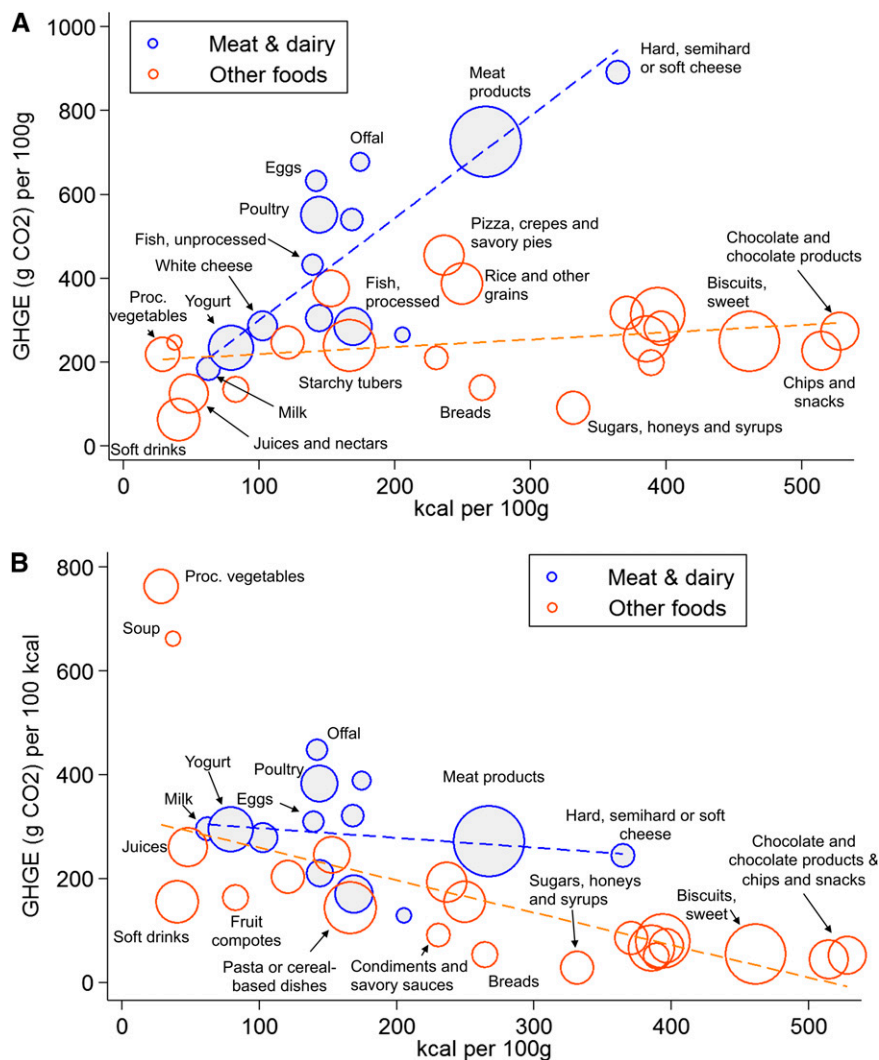 A
1000
800
600
400
200
0
GHGE (g CO2) per 100g
Meat & dairy
Other foods
Hard, semihard
or soft cheese
Meat
products
Offal
Eggs
Poultry
Fish, unprocessed
White cheese
Proc.
vegetables
Yogurt
Fish,
processed
Pizza, crepes and
savory pies
Rice and other
grains
Chocolate and
chocolate products
Biscuits,
sweet
Starchy tubers
Milk
Juices and nectars
Soft drinks
Breads
Sugars, honeys and syrups
Chips and
snacks
0 100 200 300 400 500
kcal per 100g
B
800
600
400
200
0
GHGE (g CO2) per 100 kcal
Meat & dairy
Other foods
Proc. vegetables
Soup
Offal
Yogurt
Poultry
Milk
Eggs
Meat products
Hard, semihard or soft
cheese
Juices
Chocolate and
chocolate products &
chips and snacks
Sugars, honeys
and syrups
Biscuits,
sweet
Soft drinks
Fruit
compotes
Pasta or cereal-
based dishes
Condiments and
savory sauces
Breads
0 100 200 300 400 500
kcal per 100g